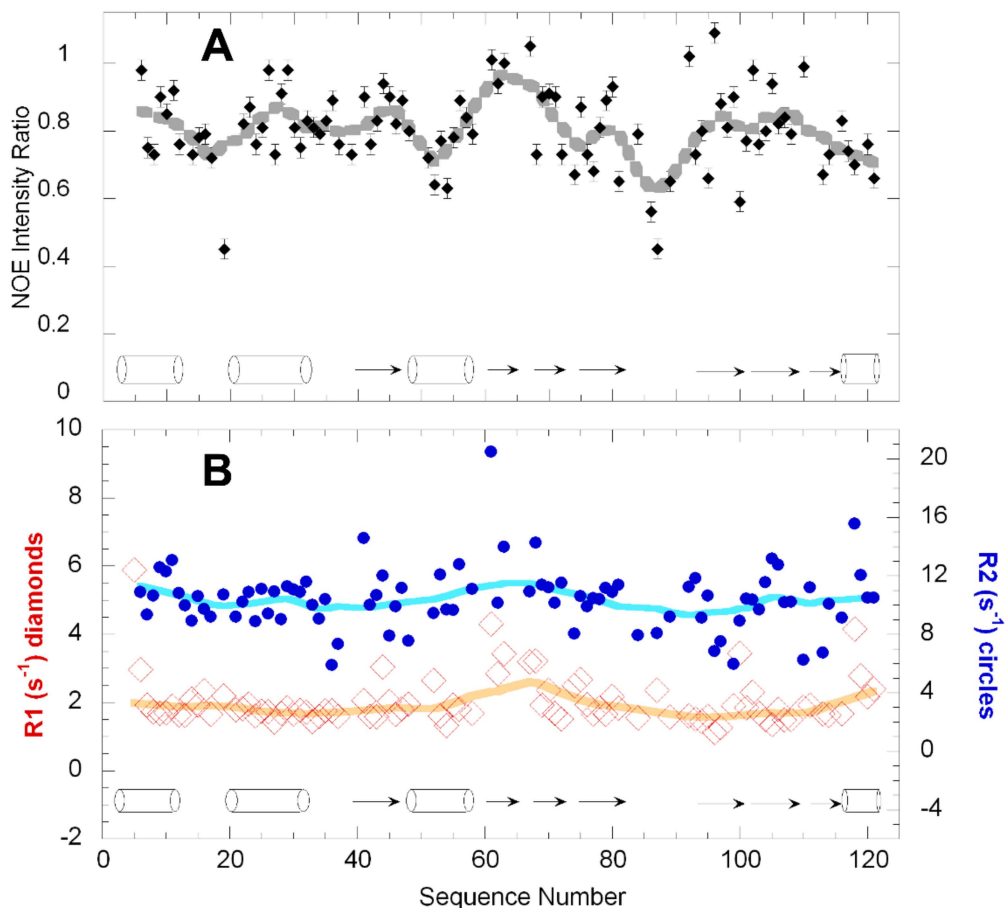 A
NOE Intensity Ratio
1
0.8
0.6
0.4
0.2
0
B
R1 (s⁻¹) diamonds
10
8
6
4
2
0
-2
R2 (s⁻¹) circles
20
16
12
8
4
0
-4
0 20 40 60 80 100 120
Sequence Number